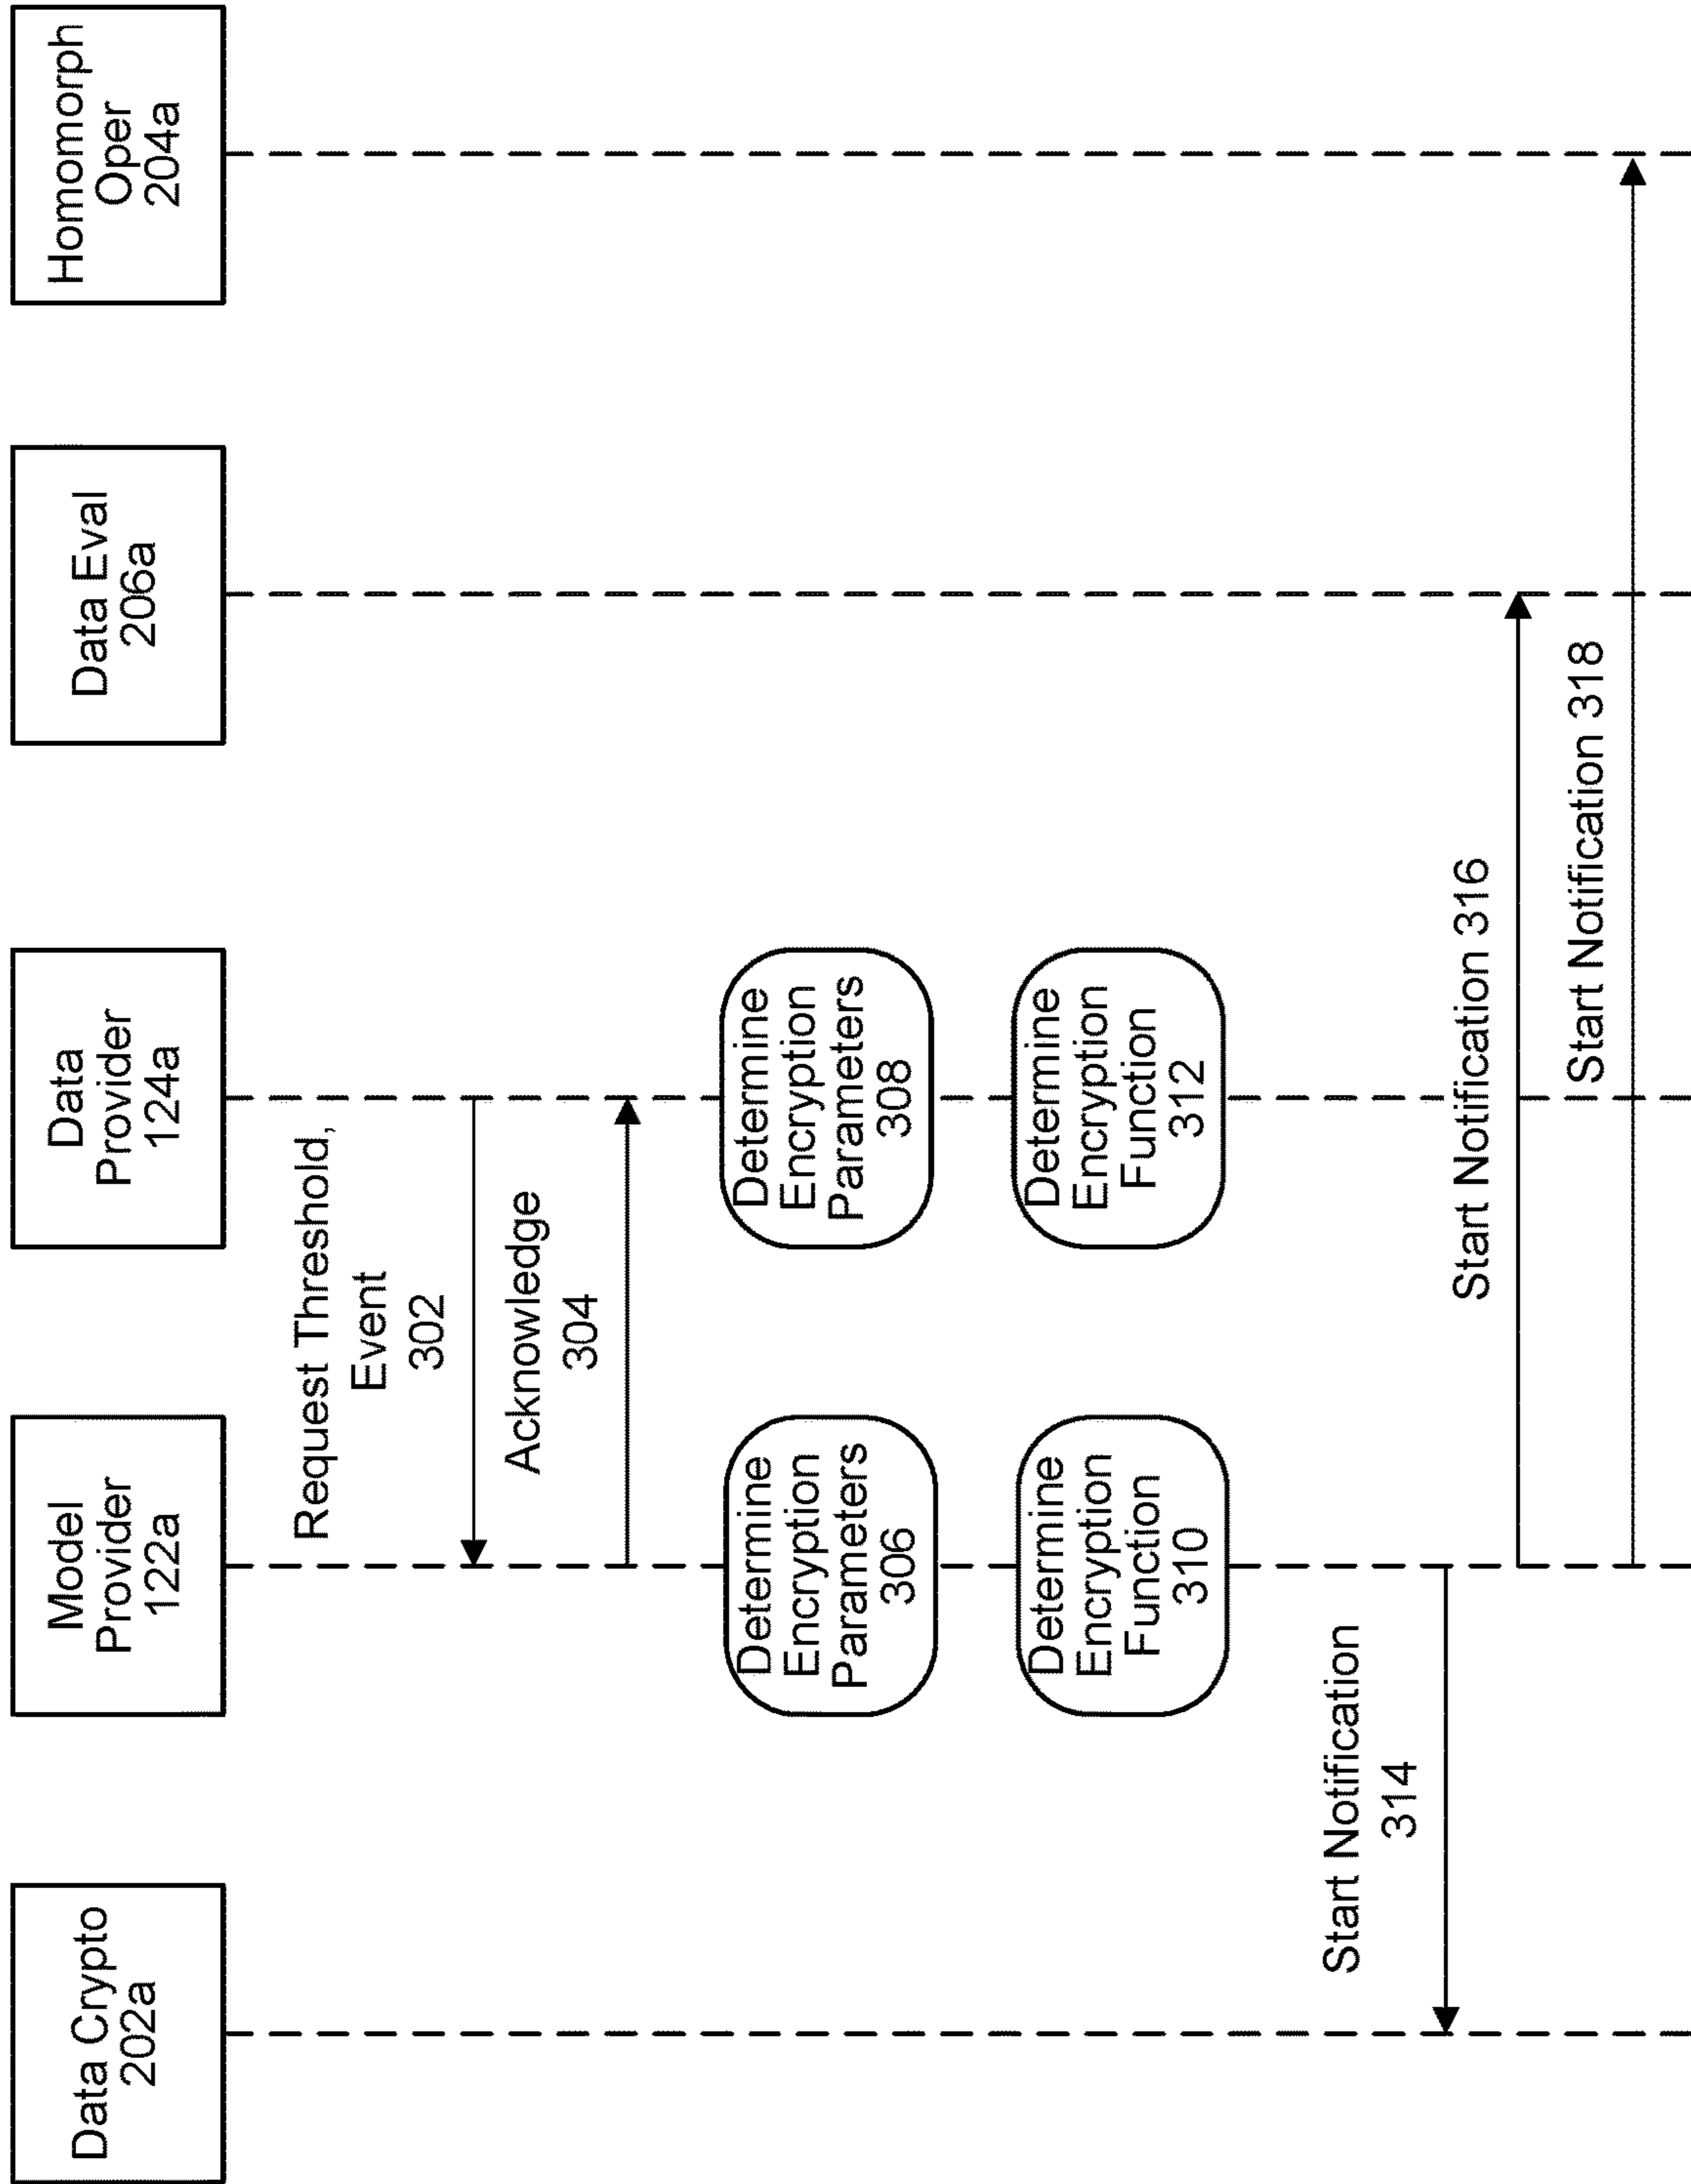 Data Crypto
202a
Model
Provider
122a
Data
Provider
124a
Data Eval
206a
Homomorph
Oper
204a
Request Threshold,
Event
302
Acknowledge
304
Determine
Encryption
Parameters
306
Determine
Encryption
Parameters
308
Determine
Encryption
Function
310
Determine
Encryption
Function
312
Start Notification
314
Start Notification 316
Start Notification 318